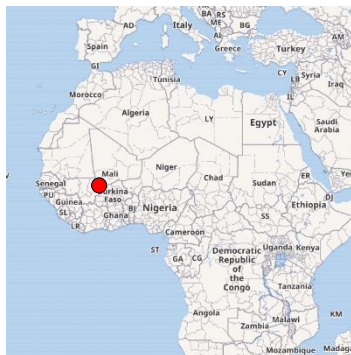 AD
Italy
BA
RS
BG
ME
AL
Spain
Greece
Turkey
AM
GI
Tunisia
CY
Syria
LB
Iraq
IL
Morocco
Algeria
LY
Egypt
Saudi
Arabia
Mali
Niger
Chad
Sudan
ER
Senegal
Burkina
Faso
DJ
Guinea
BJ
Nigeria
Ethiopia
SL
Ghana
SS
LR
Cameroon
ST
Uganda
Kenya
GA
CG
Democratic
Republic
of the
Congo
Tanzania
Angola
KM
Zambia
Malawi
Mozambique
Madag